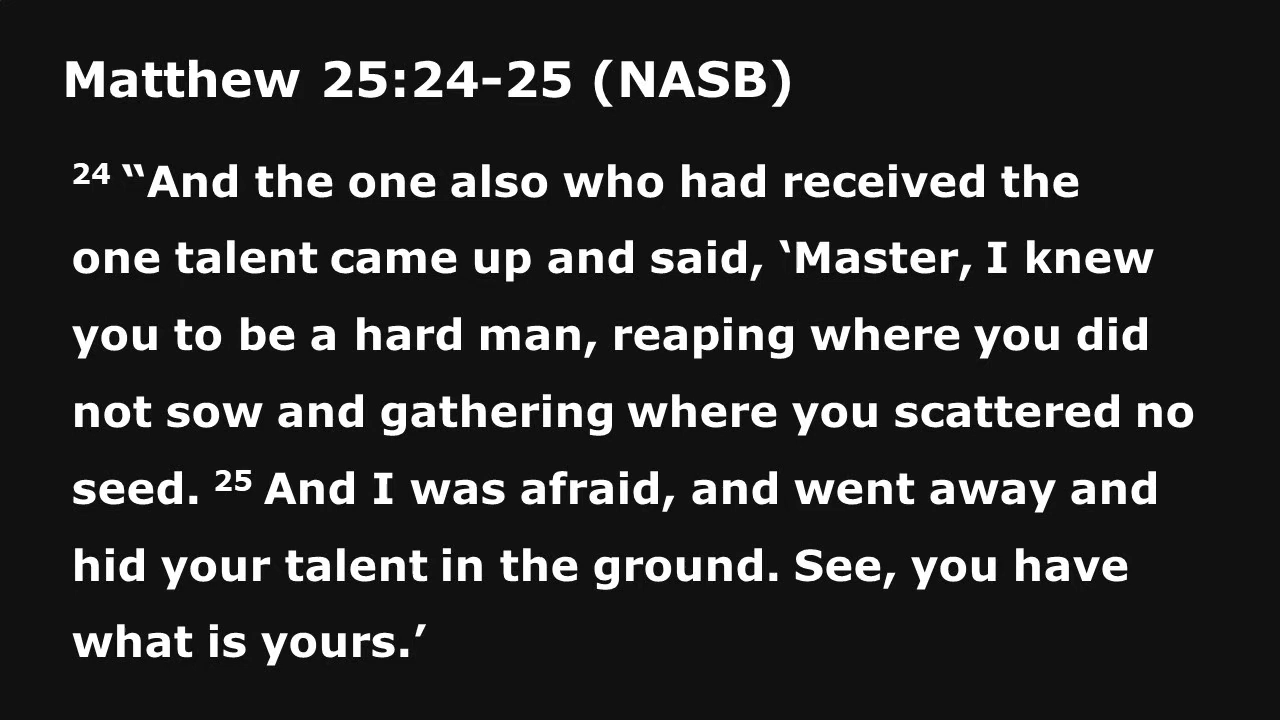 Matthew 25:24-25 (NASB)
24 “And the one also who had received the
one talent came up and said, ‘Master, I knew
you to be a hard man, reaping where you did
not sow and gathering where you scattered no
seed. 25 And I was afraid, and went away and
hid your talent in the ground. See, you have
what is yours.’